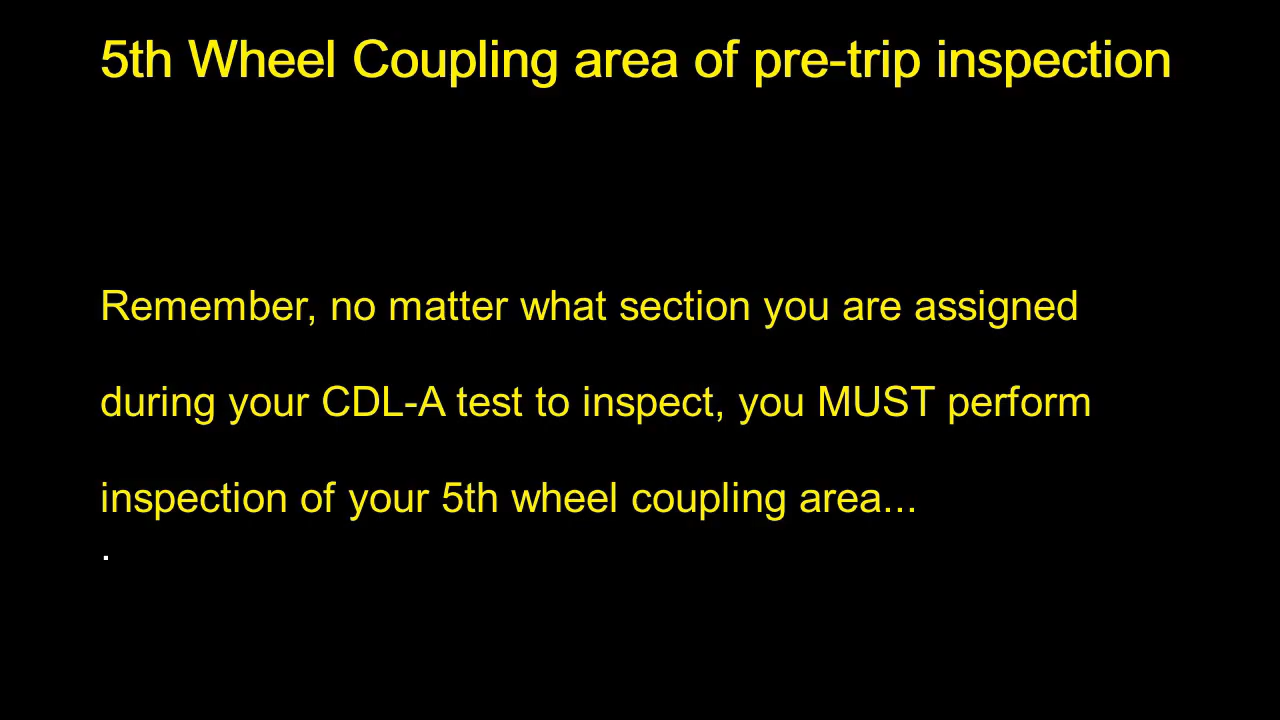 5th Wheel Coupling area of pre-trip inspection
Remember, no matter what section you are assigned
during your CDL-A test to inspect, you MUST perform
inspection of your 5th wheel coupling area...
.